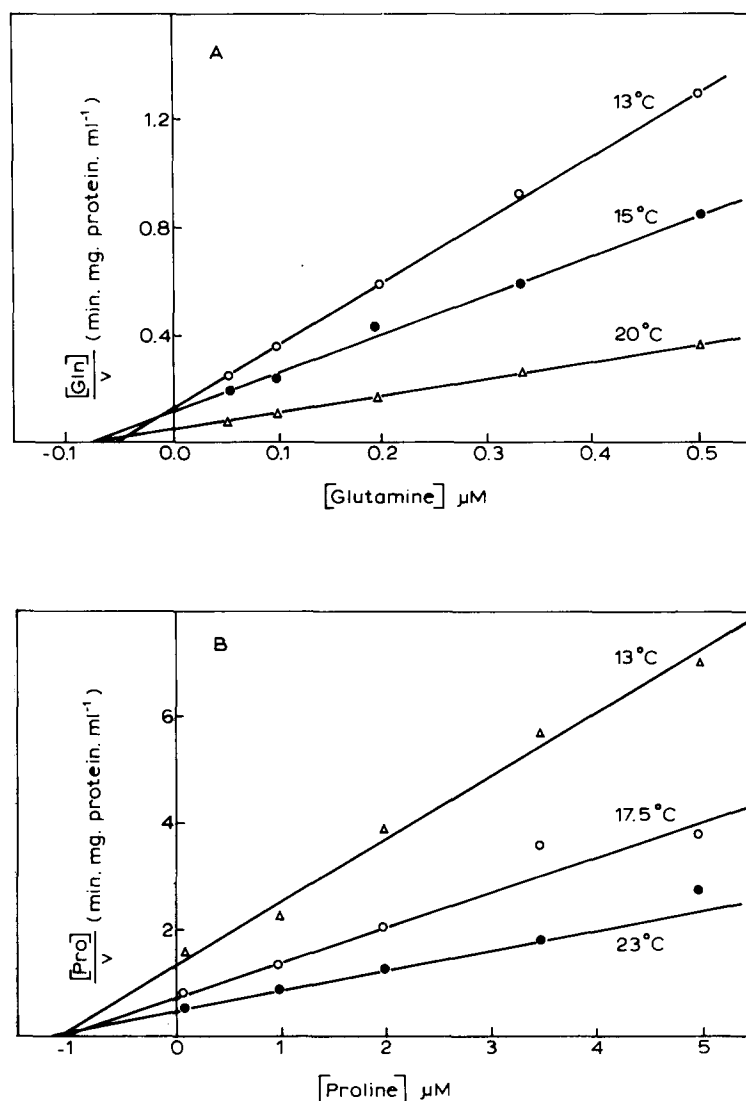 A
[Gln]
v
(min. mg. protein. ml⁻¹)
1.2
0.8
0.4
13°C
15°C
20°C
-0.1
0.0
0.1
0.2
0.3
0.4
0.5
[Glutamine] µM
B
[Pro]
v
(min. mg. protein. ml⁻¹)
6
4
2
13°C
17.5°C
23°C
-1
0
1
2
3
4
5
[Proline] µM